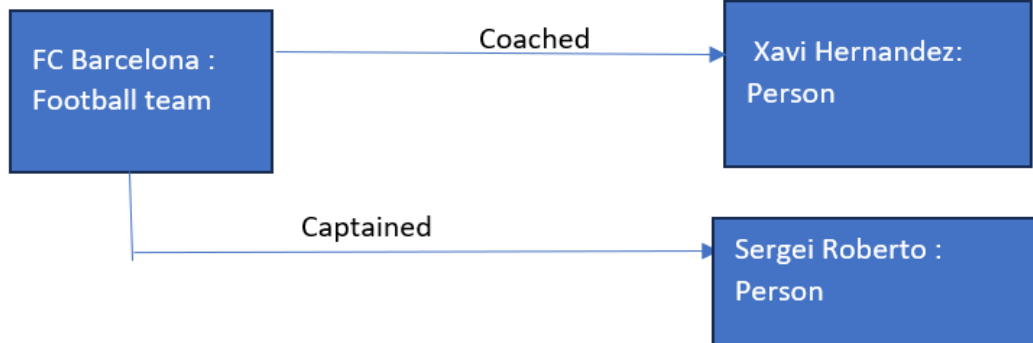 FC Barcelona :
Football team
Coached
Xavi Hernandez:
Person
Captained
Sergei Roberto :
Person